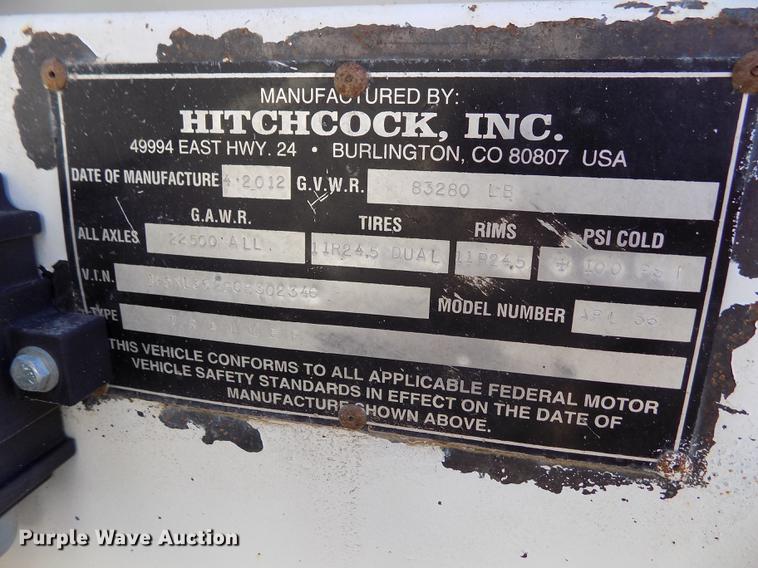 MANUFACTURED BY:
HITCHCOCK, INC.
49994 EAST HWY. 24 • BURLINGTON, CO 80807 USA
DATE OF MANUFACTURE 4-2012 G.V.W.R. 83280 LB
G.A.W.R. TIRES RIMS PSI COLD
ALL AXLES 22500 ALL 11R24.5 DUAL 11R24.5 100 PSI
V.I.N. MODEL NUMBER
TYPE TRAILER
THIS VEHICLE CONFORMS TO ALL APPLICABLE FEDERAL MOTOR
VEHICLE SAFETY STANDARDS IN EFFECT ON THE DATE OF
MANUFACTURE SHOWN ABOVE.
Purple Wave Auction